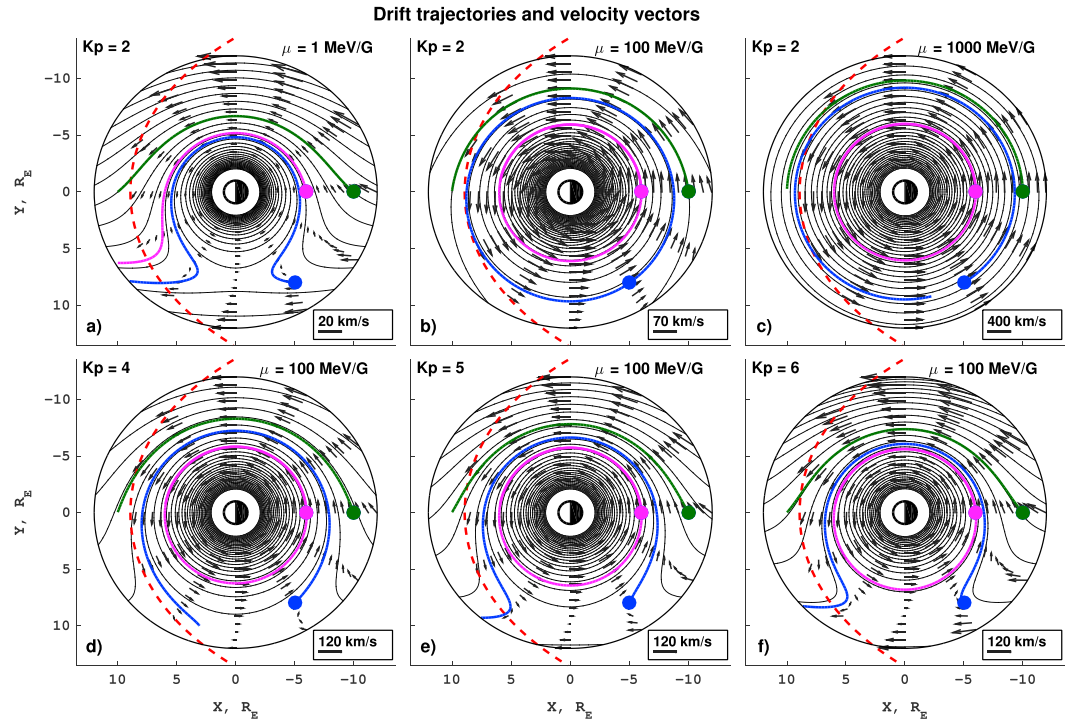 Drift trajectories and velocity vectors
Kp = 2 μ = 1 MeV/G
Kp = 2 μ = 100 MeV/G
Kp = 2 μ = 1000 MeV/G
-10
-5
0
5
10
Y, R_E
a) 20 km/s
b) 70 km/s
c) 400 km/s
Kp = 4 μ = 100 MeV/G
Kp = 5 μ = 100 MeV/G
Kp = 6 μ = 100 MeV/G
-10
-5
0
5
10
Y, R_E
d) 120 km/s
e) 120 km/s
f) 120 km/s
10 5 0 -5 -10
10 5 0 -5 -10
10 5 0 -5 -10
X, R_E
X, R_E
X, R_E